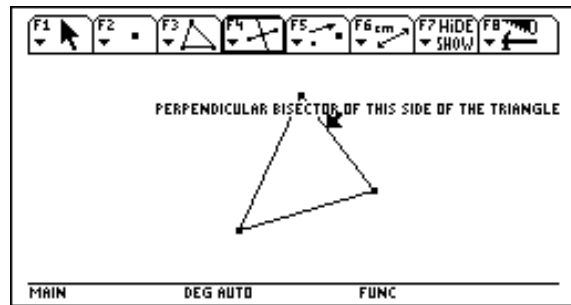 F1 F2 F3 F4 F5 F6 cm F7 HiDE F8
SHOW
PERPENDICULAR BISECTOR OF THIS SIDE OF THE TRIANGLE
MAIN DEG AUTO FUNC